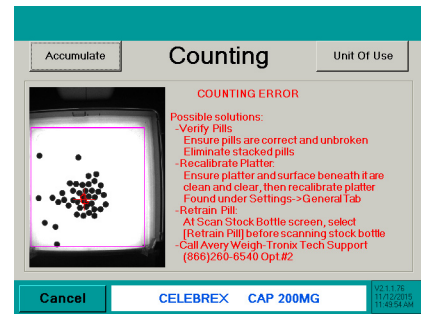 Accumulate
Counting
Unit Of Use
COUNTING ERROR
Possible solutions:
-Verify Pills
Ensure pills are correct and unbroken
Eliminate stacked pills
-Recalibrate Platter:
Ensure platter and surface beneath it are
clean and clear, then recalibrate platter
Found under Settings->General Tab
-Retrain Pill:
At Scan Stock Bottle screen, select
[Retrain Pill] before scanning stock bottle
-Call Avery Weigh-Tronix Tech Support
(866)260-6540 Opt.#2
Cancel
CELEBREX CAP 200MG
V2.1.1.76
11/12/2015
11:49:54 AM